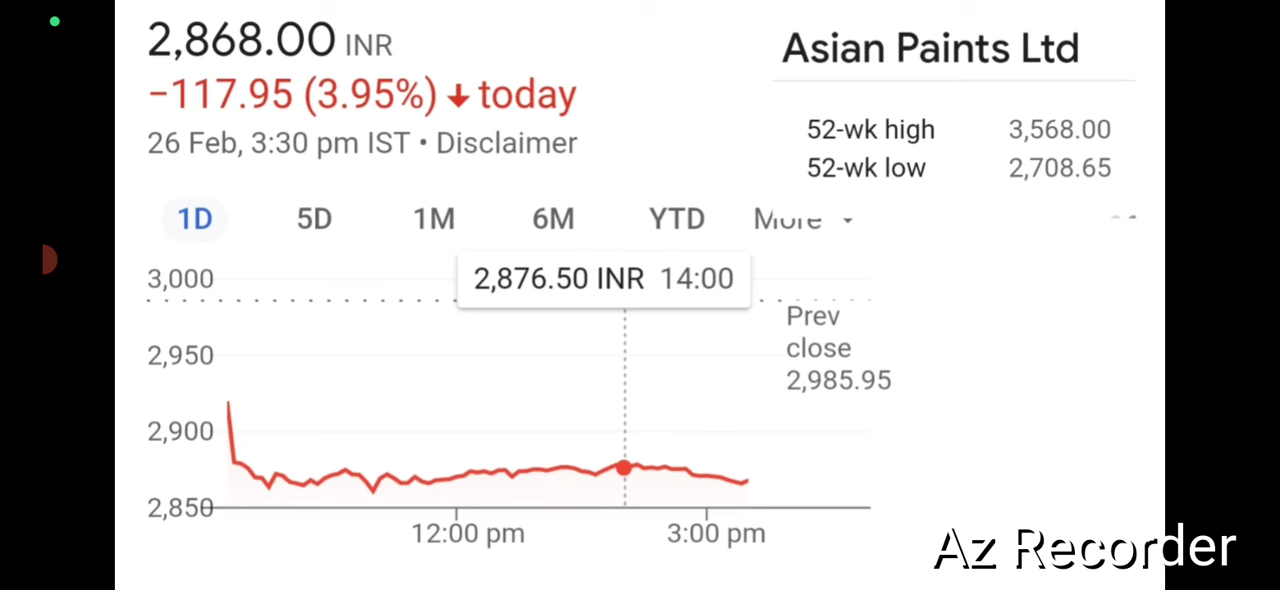 2,868.00 INR
−117.95 (3.95%) ↓ today
26 Feb, 3:30 pm IST • Disclaimer
Asian Paints Ltd
52-wk high 3,568.00
52-wk low 2,708.65
1D 5D 1M 6M YTD More
2,876.50 INR 14:00
3,000
2,950
2,900
2,850
Prev
close
2,985.95
12:00 pm 3:00 pm
Az Recorder